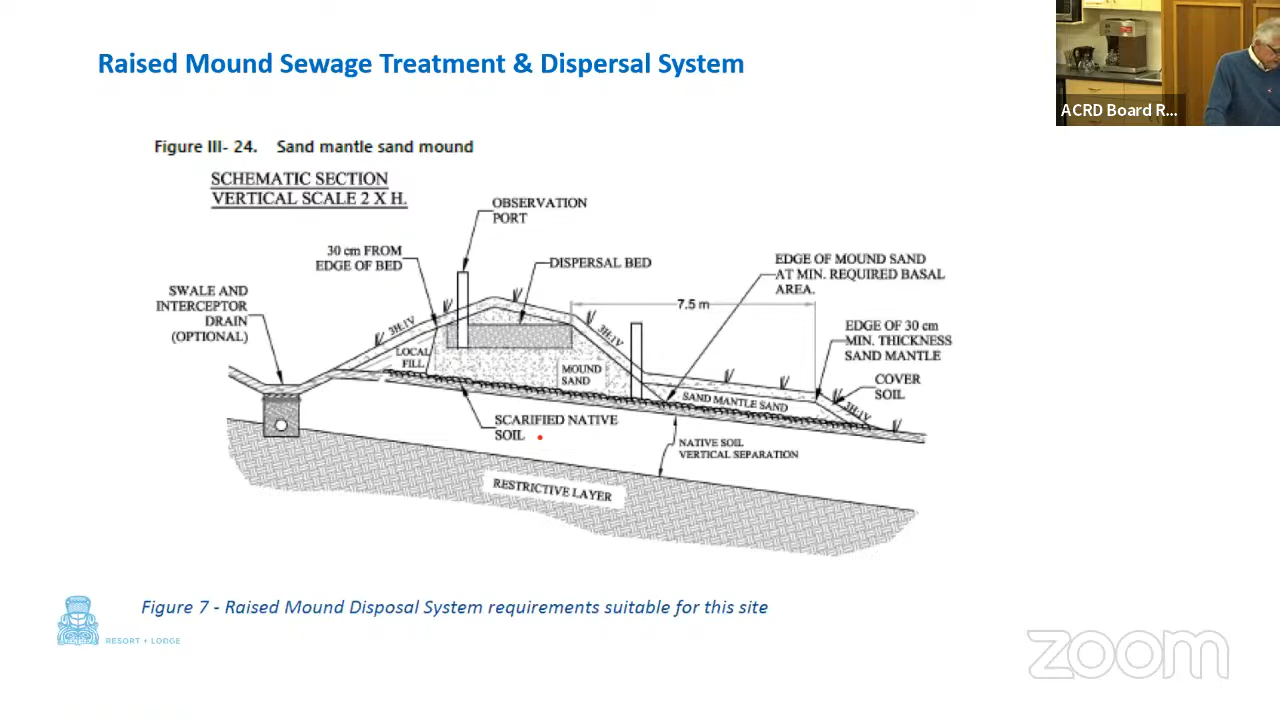 Raised Mound Sewage Treatment & Dispersal System
ACRD Board R...
Figure III- 24. Sand mantle sand mound
SCHEMATIC SECTION
VERTICAL SCALE 2 X H.
OBSERVATION
PORT
30 cm FROM
EDGE OF BED
DISPERSAL BED
EDGE OF MOUND SAND
AT MIN. REQUIRED BASAL
AREA.
SWALE AND
INTERCEPTOR
DRAIN
(OPTIONAL)
7.5 m
3H:1V
3H:1V
EDGE OF 30 cm
MIN. THICKNESS
SAND MANTLE
LOCAL
FILL
MOUND
SAND
COVER
SOIL
SAND MANTLE SAND
3H:1V
SCARIFIED NATIVE
SOIL
NATIVE SOIL
VERTICAL SEPARATION
RESTRICTIVE LAYER
Figure 7 - Raised Mound Disposal System requirements suitable for this site
RESORT + LODGE
zoom